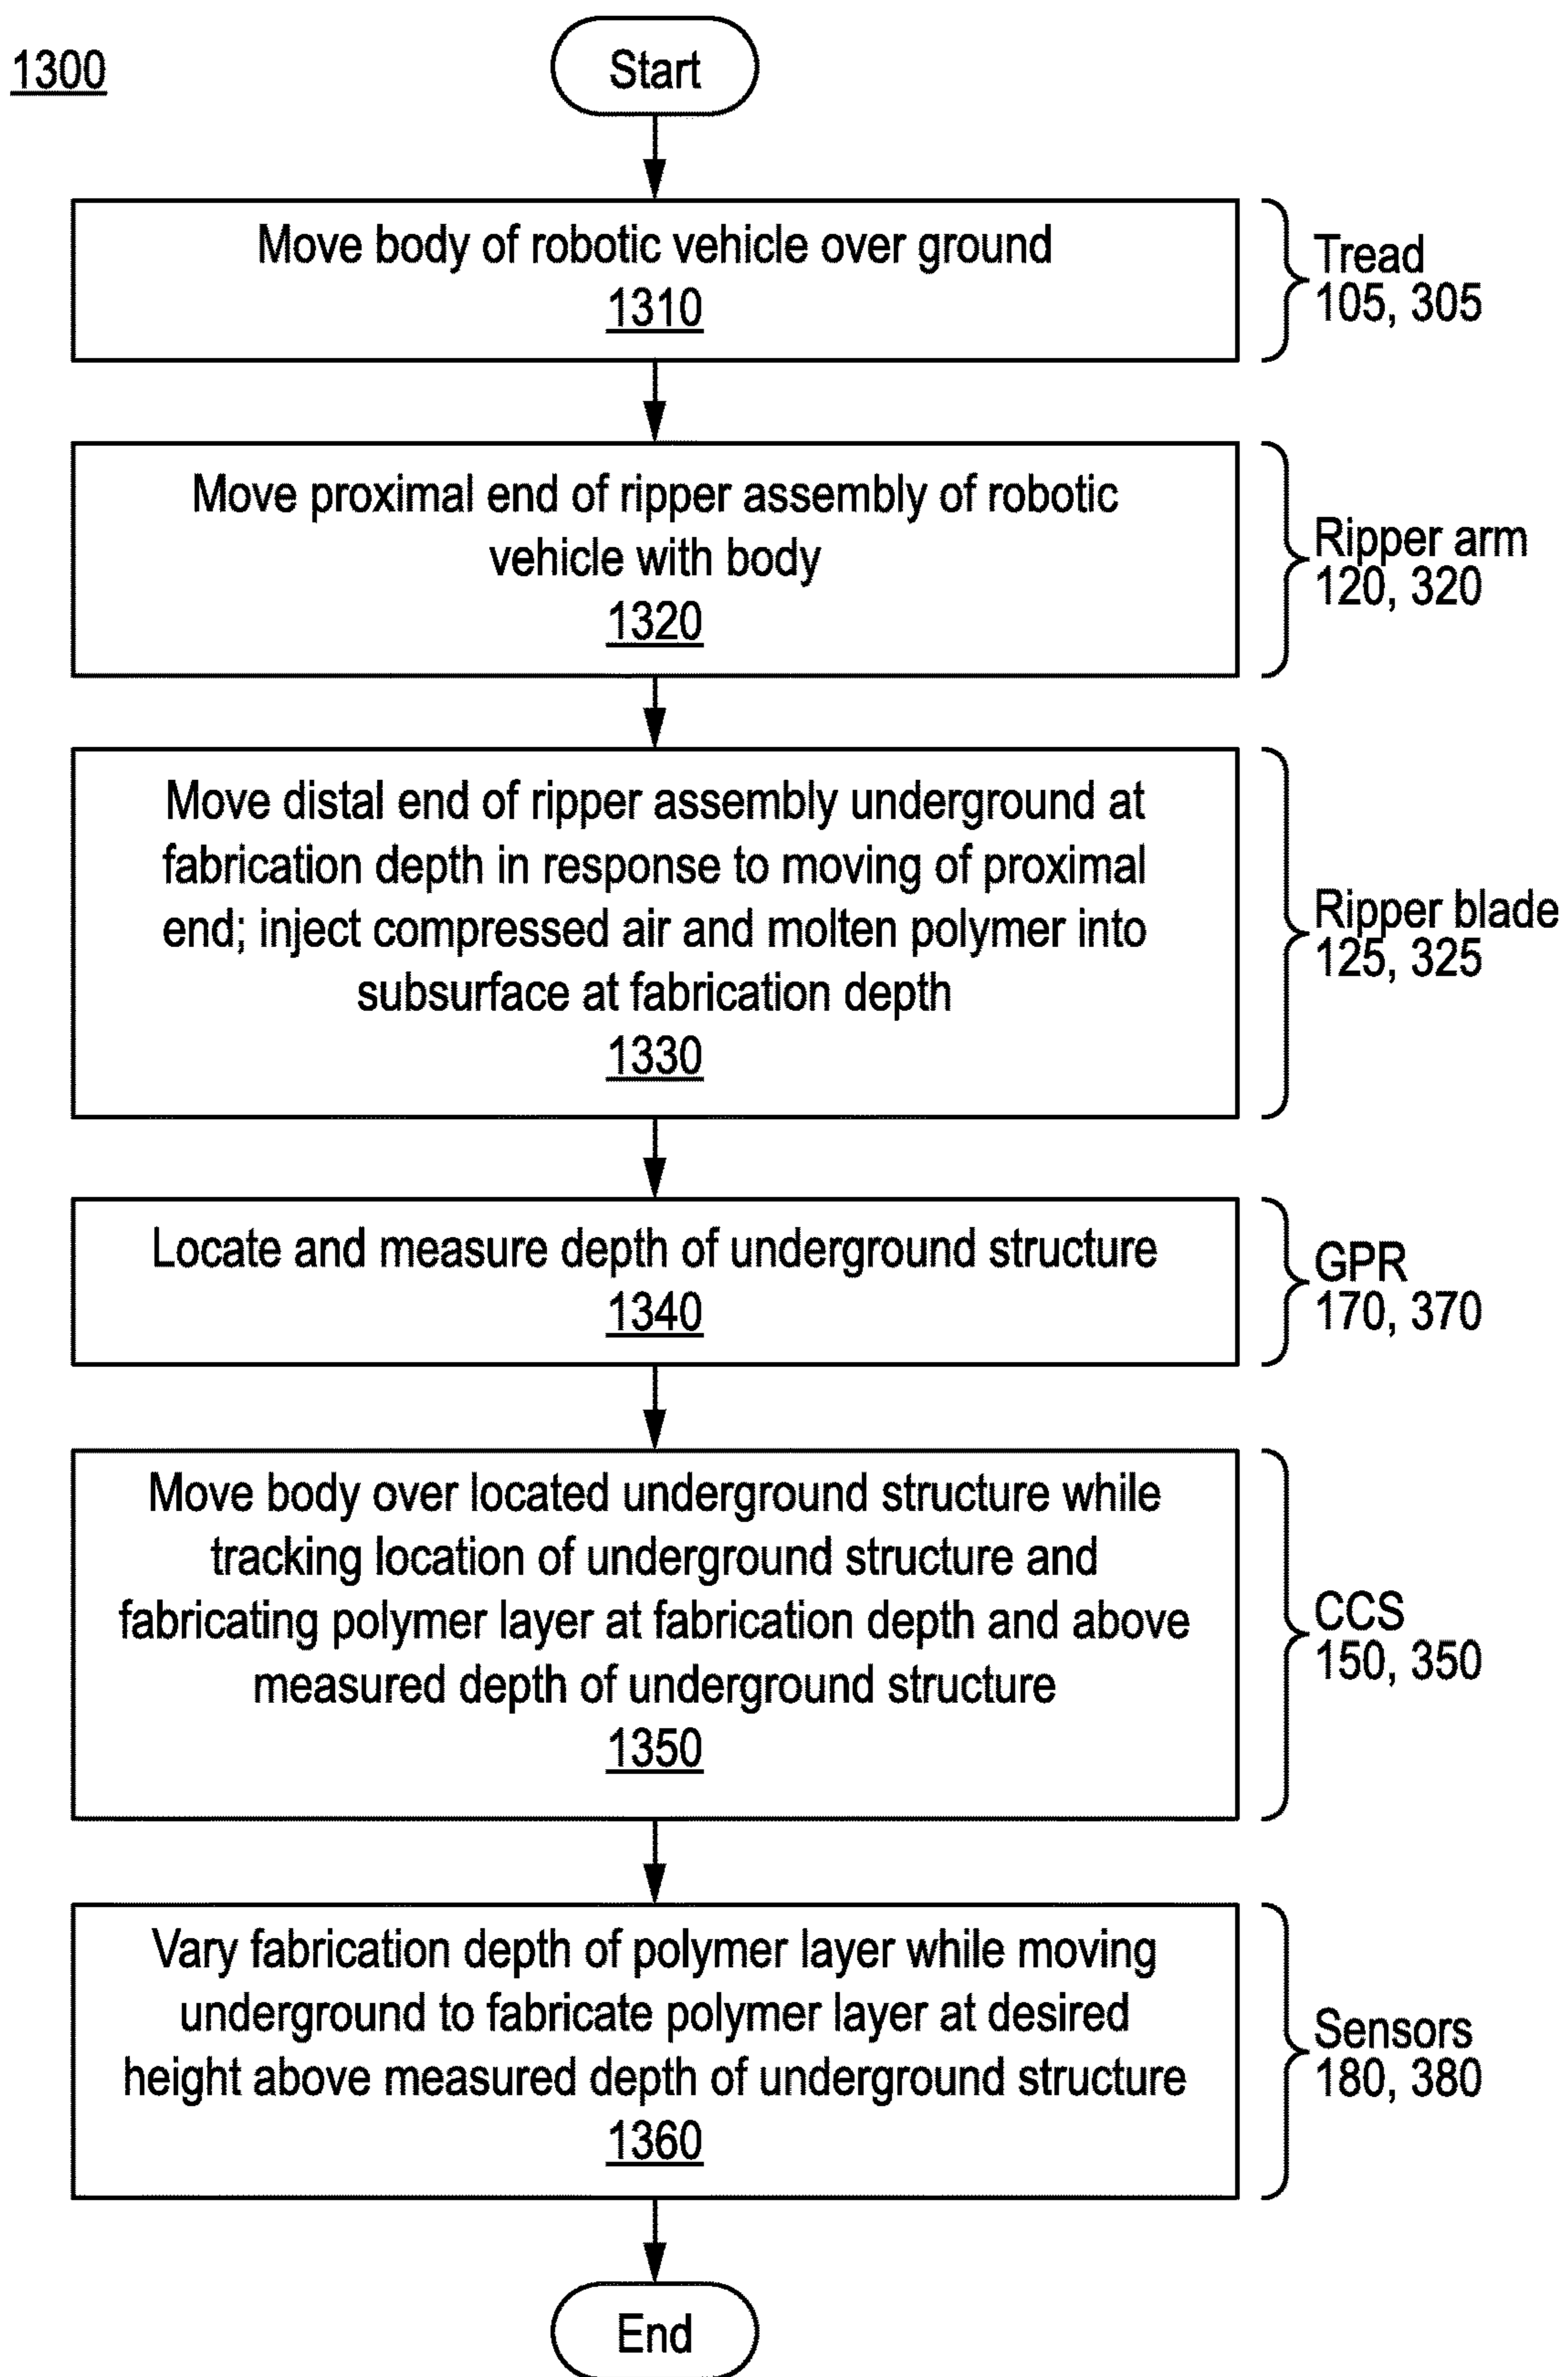 1300
Start
Move body of robotic vehicle over ground
1310
Tread
105, 305
Move proximal end of ripper assembly of robotic
vehicle with body
1320
Ripper arm
120, 320
Move distal end of ripper assembly underground at
fabrication depth in response to moving of proximal
end; inject compressed air and molten polymer into
subsurface at fabrication depth
1330
Ripper blade
125, 325
Locate and measure depth of underground structure
1340
GPR
170, 370
Move body over located underground structure while
tracking location of underground structure and
fabricating polymer layer at fabrication depth and above
measured depth of underground structure
1350
CCS
150, 350
Vary fabrication depth of polymer layer while moving
underground to fabricate polymer layer at desired
height above measured depth of underground structure
1360
Sensors
180, 380
End